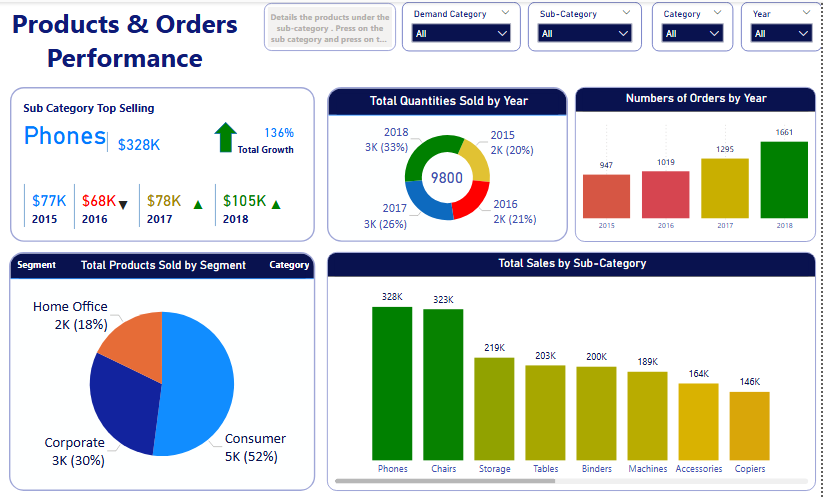 Products & Orders
Performance
Details the products under the
sub-category . Press on the
sub category and press on t...
Demand Category
All
Sub-Category
All
Category
All
Year
All
Sub Category Top Selling
Phones
$328K
136%
Total Growth
$77K
2015
$68K
2016
$78K
2017
$105K
2018
Total Quantities Sold by Year
2018
3K (33%)
2015
2K (20%)
9800
2017
3K (26%)
2016
2K (21%)
Numbers of Orders by Year
947
1019
1295
1661
2015
2016
2017
2018
Segment
Total Products Sold by Segment
Category
Home Office
2K (18%)
Corporate
3K (30%)
Consumer
5K (52%)
Total Sales by Sub-Category
328K
323K
219K
203K
200K
189K
164K
146K
Phones
Chairs
Storage
Tables
Binders
Machines
Accessories
Copiers